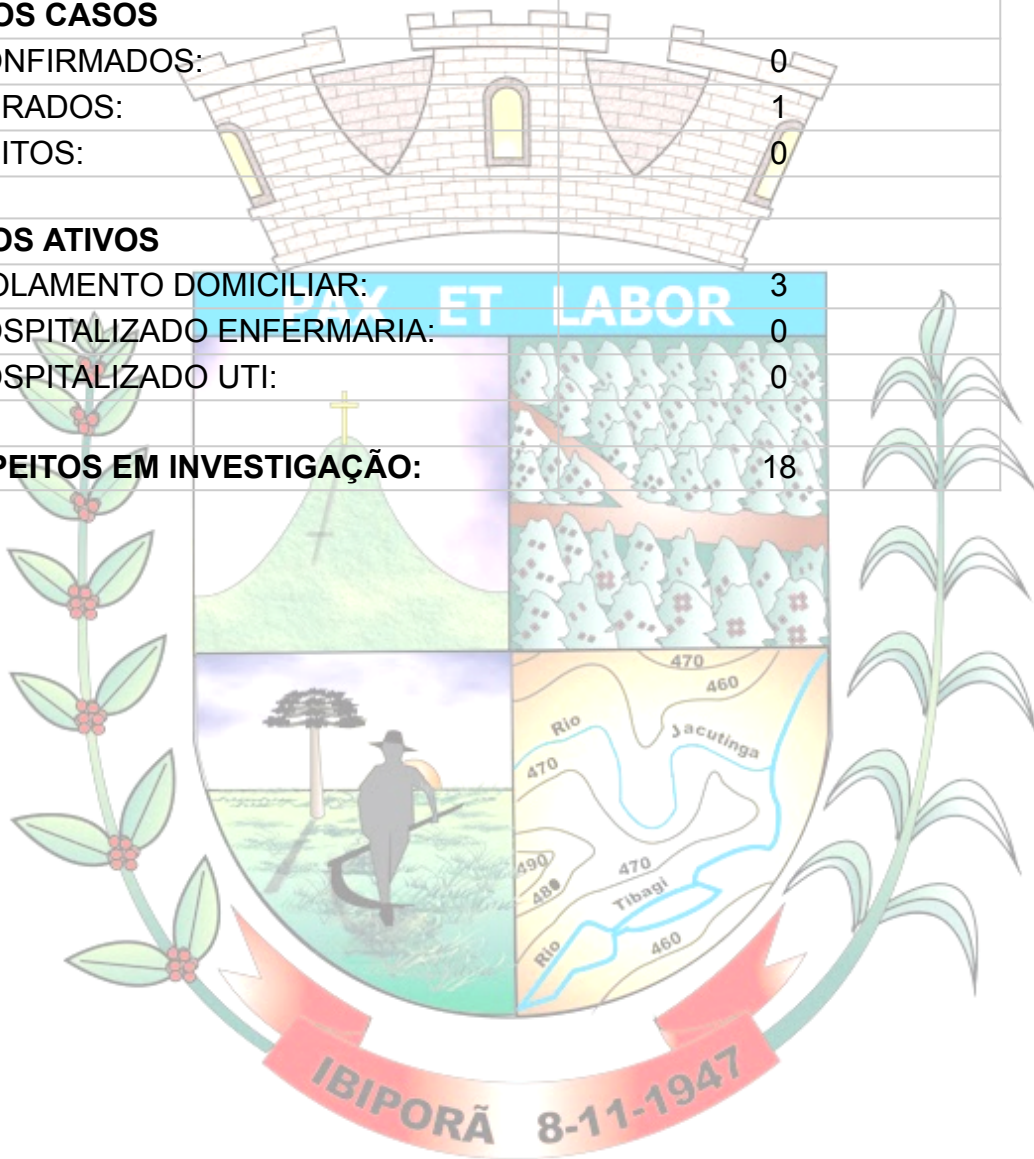 OS CASOS
ONFIRMADOS: 0
RADOS: 1
ITOS: 0
OS ATIVOS
OLAMENTO DOMICILIAR: 3
OSPITALIZADO ENFERMARIA: 0
OSPITALIZADO UTI: 0
PEITOS EM INVESTIGAÇÃO: 18
PAX ET LABOR
470
460
Rio Jacutinga
470
490
480
470
Rio Tibagi
460
IBIPORÃ 8-11-1947